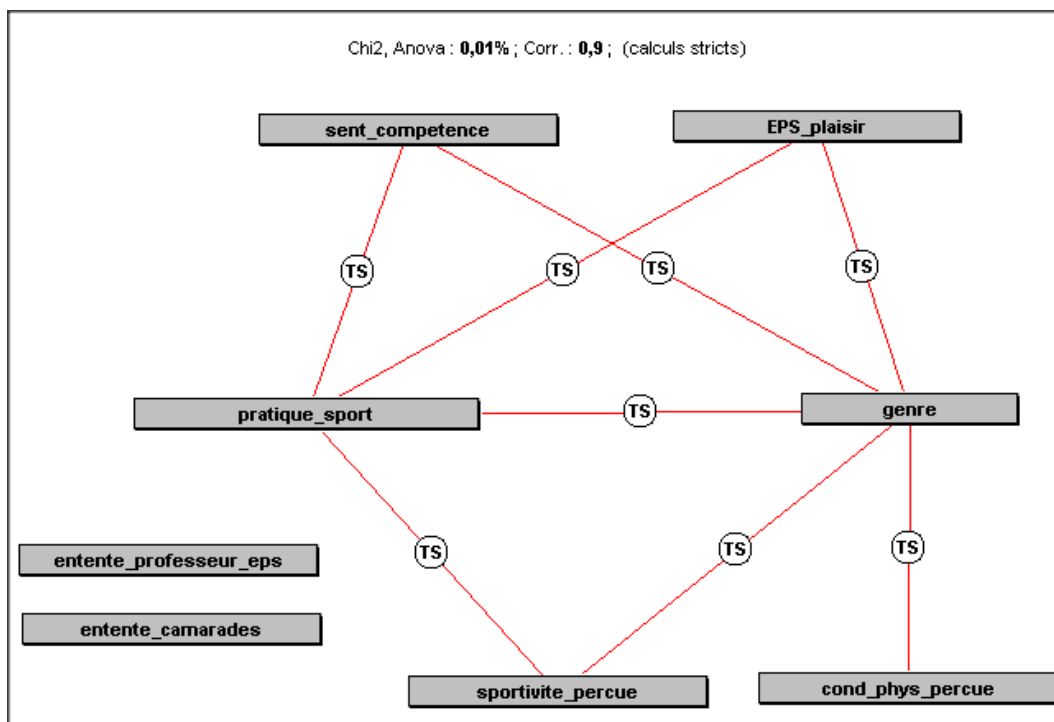 Chi2, Anova : 0,01% ; Corr. : 0,9 ; (calculs stricts)
sent_competence
EPS_plaisir
TS
TS
TS
TS
pratique_sport
TS
genre
TS
TS
TS
entente_professeur_eps
entente_camarades
sportivite_percue
cond_phys_percue